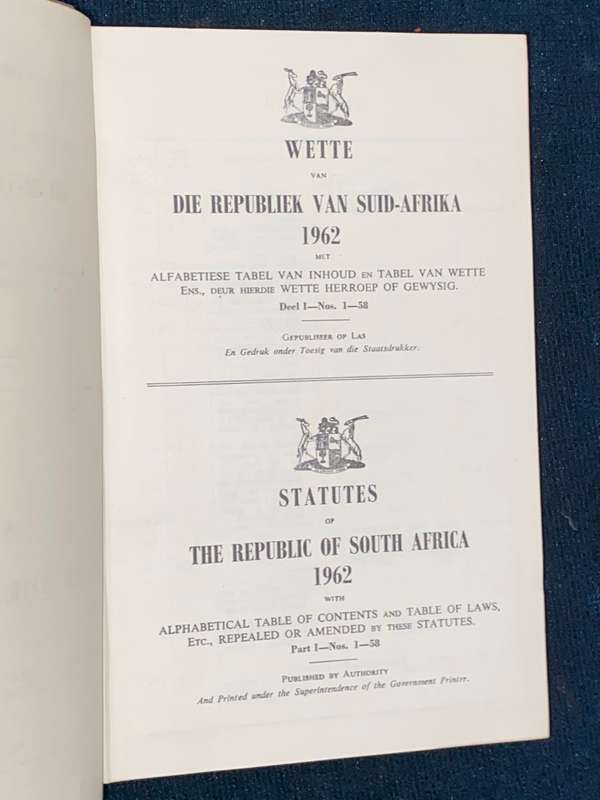 WETTE
VAN
DIE REPUBLIEK VAN SUID-AFRIKA
1962
MET
ALFABETIESE TABEL VAN INHOUD EN TABEL VAN WETTE
ENS., DEUR HIERDIE WETTE HERROEP OF GEWYSIG.
Deel I—Nos. 1—58
GEPUBLISEER OP LAS
En Gedruk onder Toesig van die Staatsdrukker.
STATUTES
OF
THE REPUBLIC OF SOUTH AFRICA
1962
WITH
ALPHABETICAL TABLE OF CONTENTS AND TABLE OF LAWS,
ETC., REPEALED OR AMENDED BY THESE STATUTES.
Part I—Nos. 1—58
PUBLISHED BY AUTHORITY
And Printed under the Superintendence of the Government Printer.